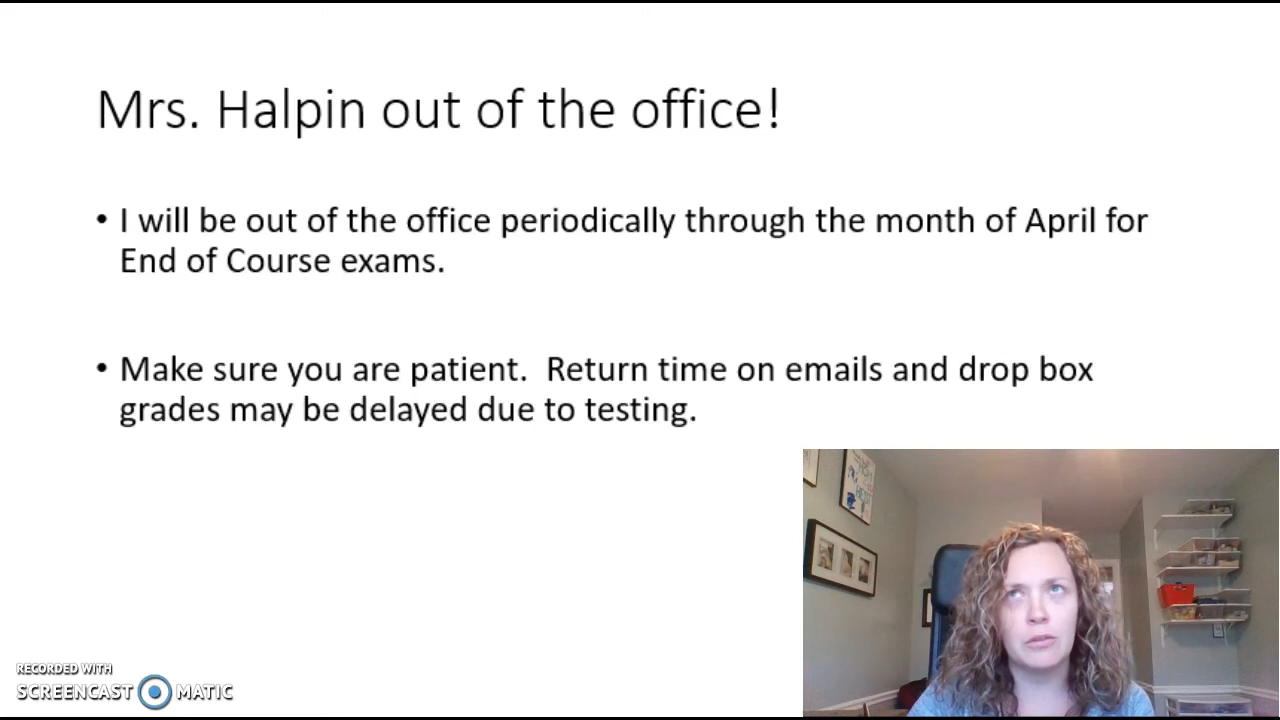 Mrs. Halpin out of the office!
• I will be out of the office periodically through the month of April for
End of Course exams.
• Make sure you are patient.  Return time on emails and drop box
grades may be delayed due to testing.
RECORDED WITH
SCREENCAST MATIC